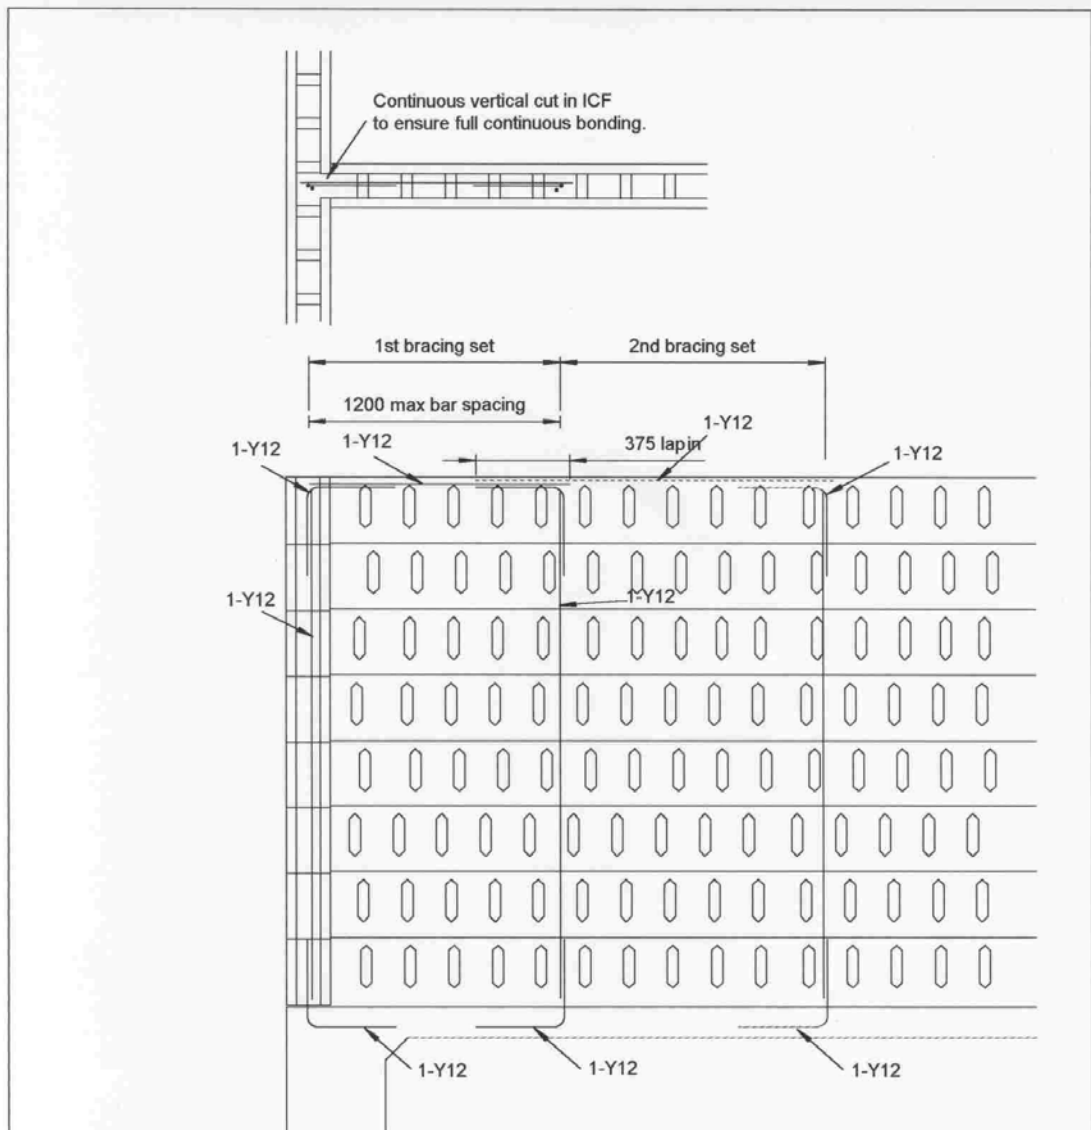 Continuous vertical cut in ICF
to ensure full continuous bonding.
1st bracing set
2nd bracing set
1200 max bar spacing
1-Y12
1-Y12
375 lap in
1-Y12
1-Y12
1-Y12
1-Y12
1-Y12
1-Y12
1-Y12